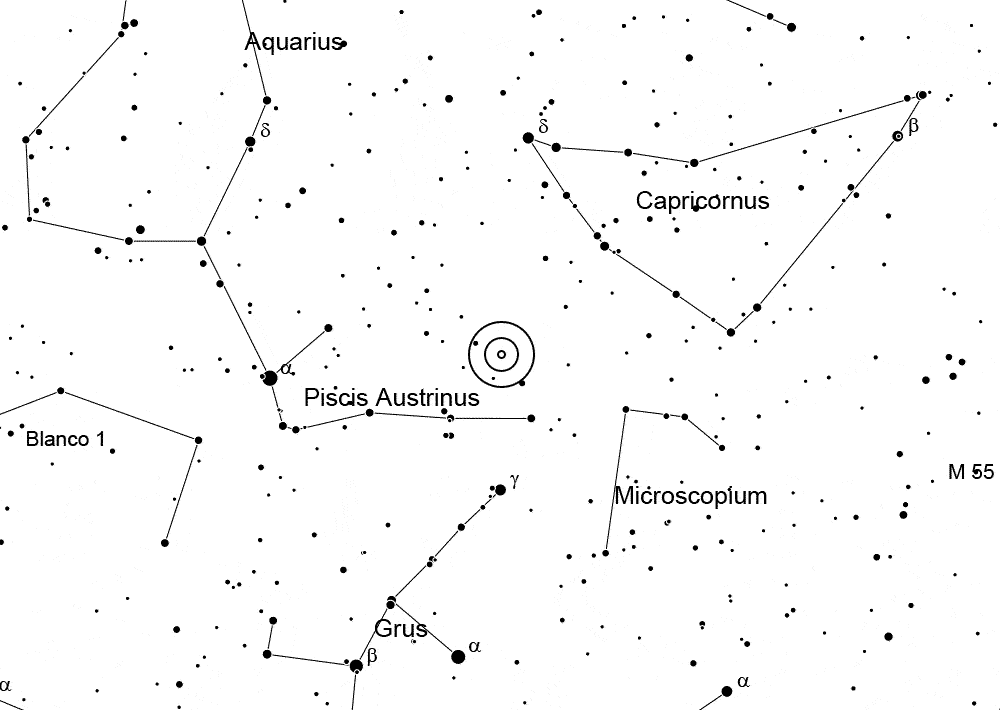 Aquarius
δ
δ
β
Capricornus
α
Piscis Austrinus
Blanco 1
M 55
γ
Microscopium
Grus
α
β
α
α